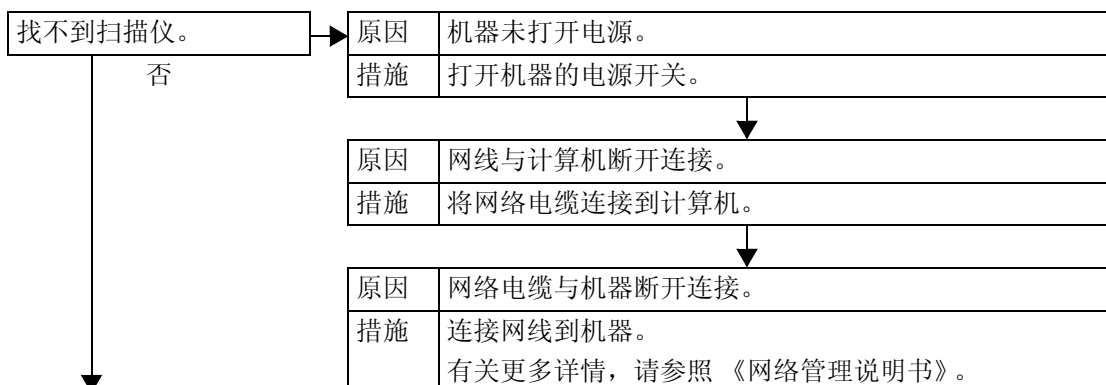 找不到扫描仪。
否
原因 机器未打开电源。
措施 打开机器的电源开关。
原因 网线与计算机断开连接。
措施 将网络电缆连接到计算机。
原因 网络电缆与机器断开连接。
措施 连接网线到机器。
有关更多详情，请参照 《网络管理说明书》。